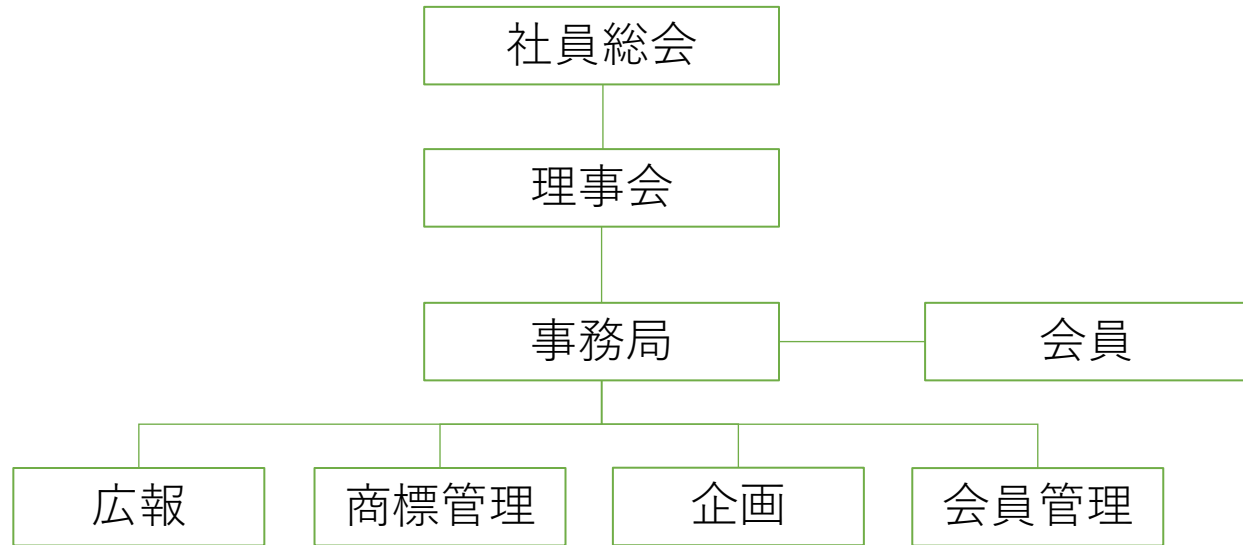 社員総会
理事会
事務局
会員
広報
商標管理
企画
会員管理